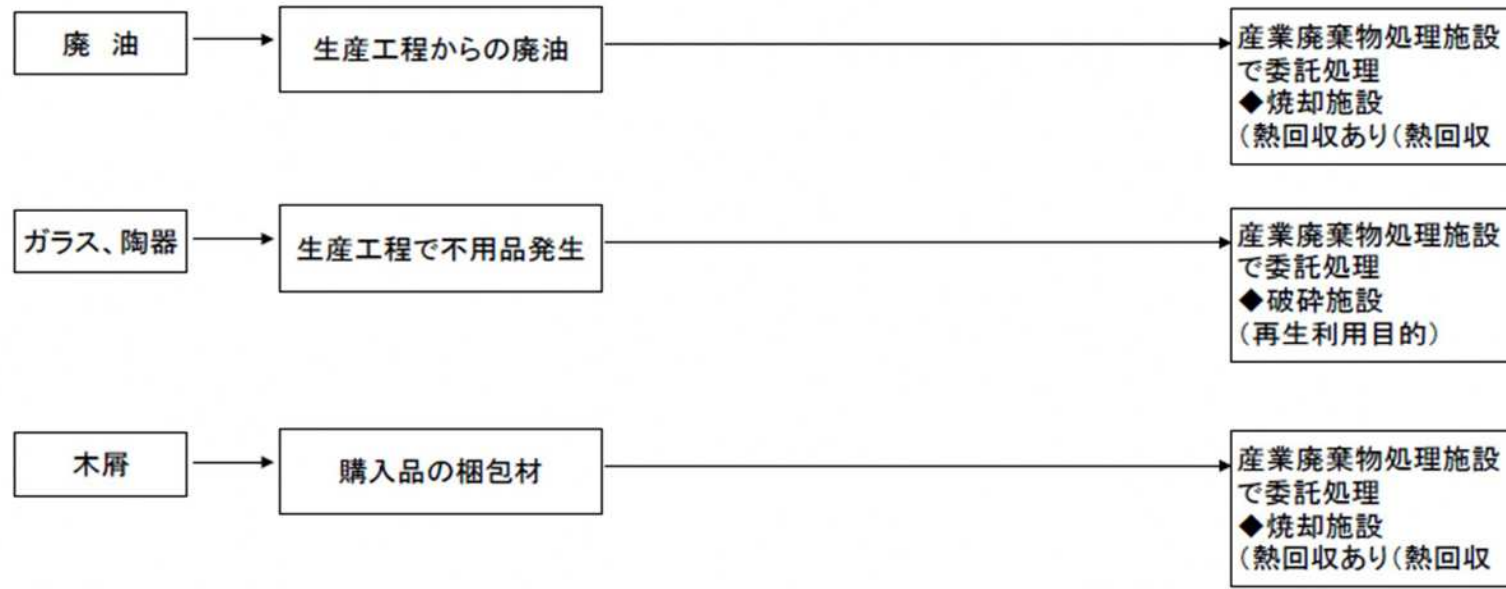 廃 油
生産工程からの廃油
産業廃棄物処理施設
で委託処理
◆焼却施設
(熱回収あり(熱回収
ガラス、陶器
生産工程で不用品発生
産業廃棄物処理施設
で委託処理
◆破砕施設
(再生利用目的)
木屑
購入品の梱包材
産業廃棄物処理施設
で委託処理
◆焼却施設
(熱回収あり(熱回収